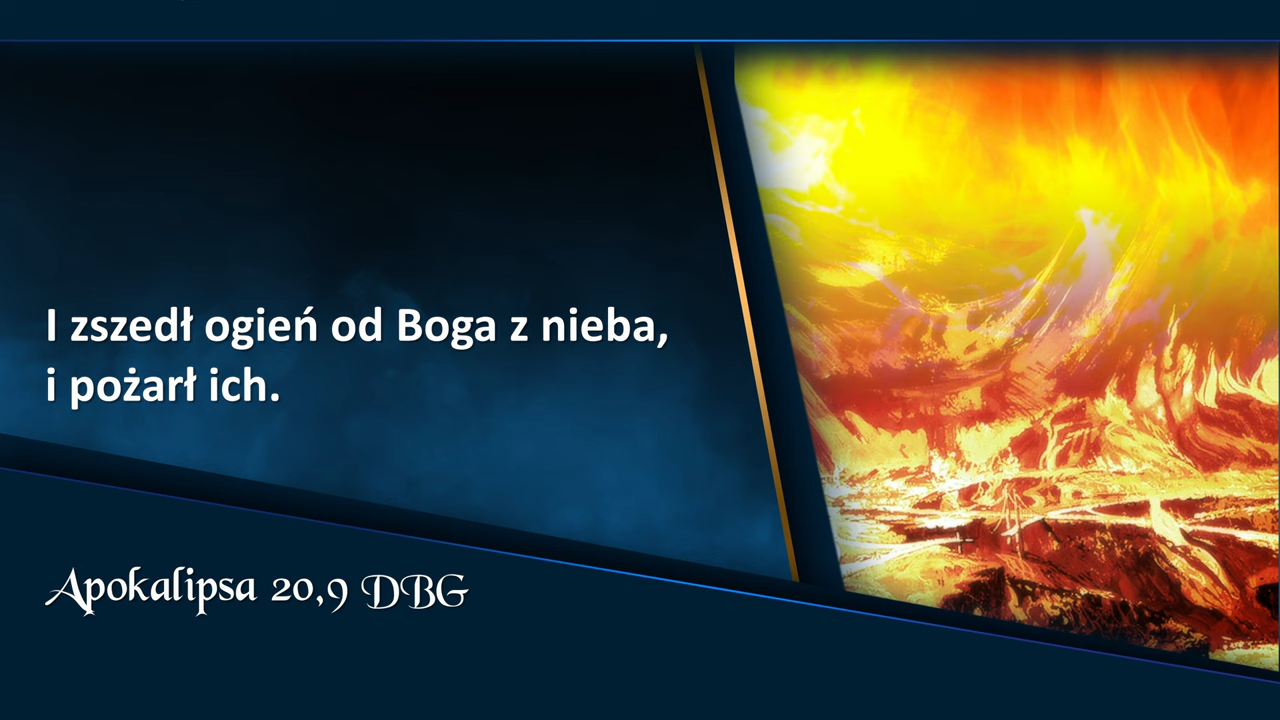 I zszedł ogień od Boga z nieba,
i pożarł ich.
Apokalipsa 20,9 DBG